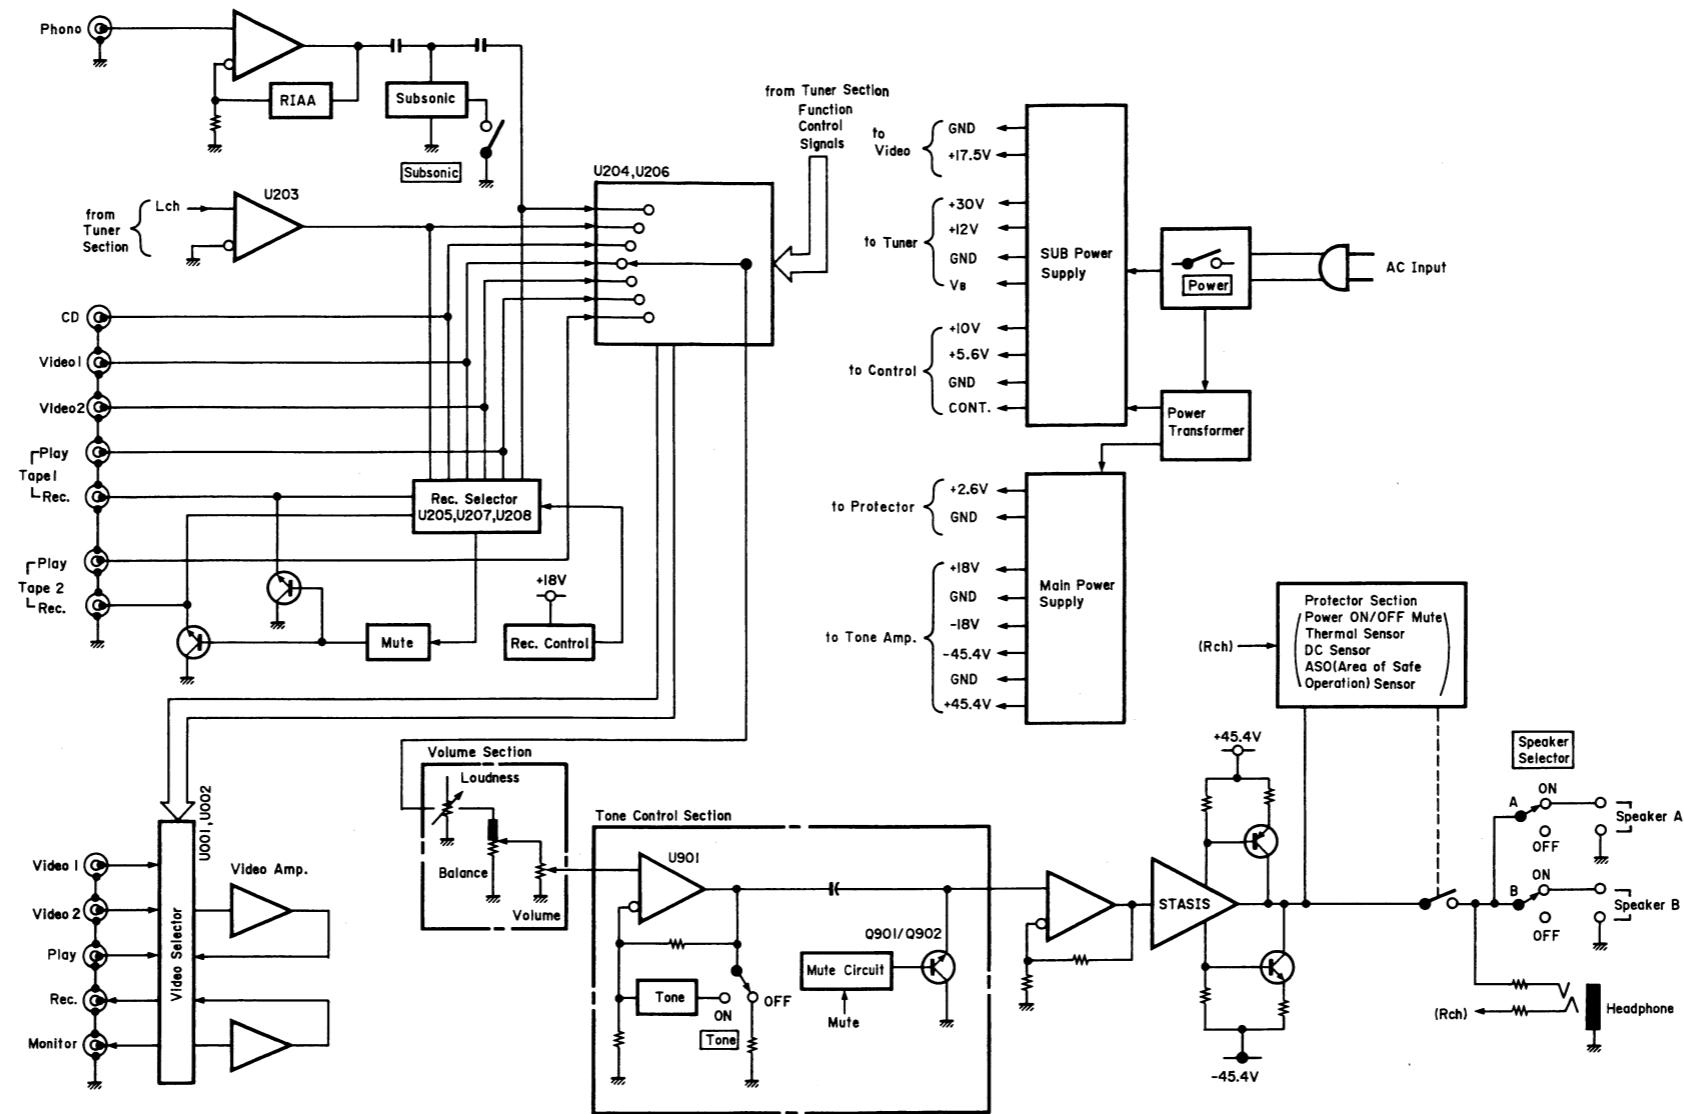 Phono
RIAA
Subsonic
Subsonic
from Tuner Section
Function
Control
Signals
U204,U206
U203
Lch
from
Tuner
Section
CD
Video1
Video2
Play
Tape1
Rec.
Play
Tape 2
Rec.
Rec. Selector
U205,U207,U208
+18V
Mute
Rec. Control
to
Video
GND
+17.5V
to Tuner
+30V
+12V
GND
VB
to Control
+10V
+5.6V
GND
CONT.
SUB Power
Supply
Power
AC Input
Power
Transformer
to Protector
+2.6V
GND
to Tone Amp.
+18V
GND
-18V
-45.4V
GND
+45.4V
Main Power
Supply
(Rch)
Protector Section
(Power ON/OFF Mute)
Thermal Sensor
DC Sensor
ASO(Area of Safe
Operation) Sensor
U001,U002
Video 1
Video 2
Play
Rec.
Monitor
Video Selector
Video Amp.
Volume Section
Loudness
Balance
Volume
Tone Control Section
U901
Tone
ON
OFF
Tone
Q901/Q902
Mute Circuit
Mute
STASIS
+45.4V
-45.4V
Speaker
Selector
A
ON
OFF
Speaker A
B
ON
OFF
Speaker B
(Rch)
Headphone